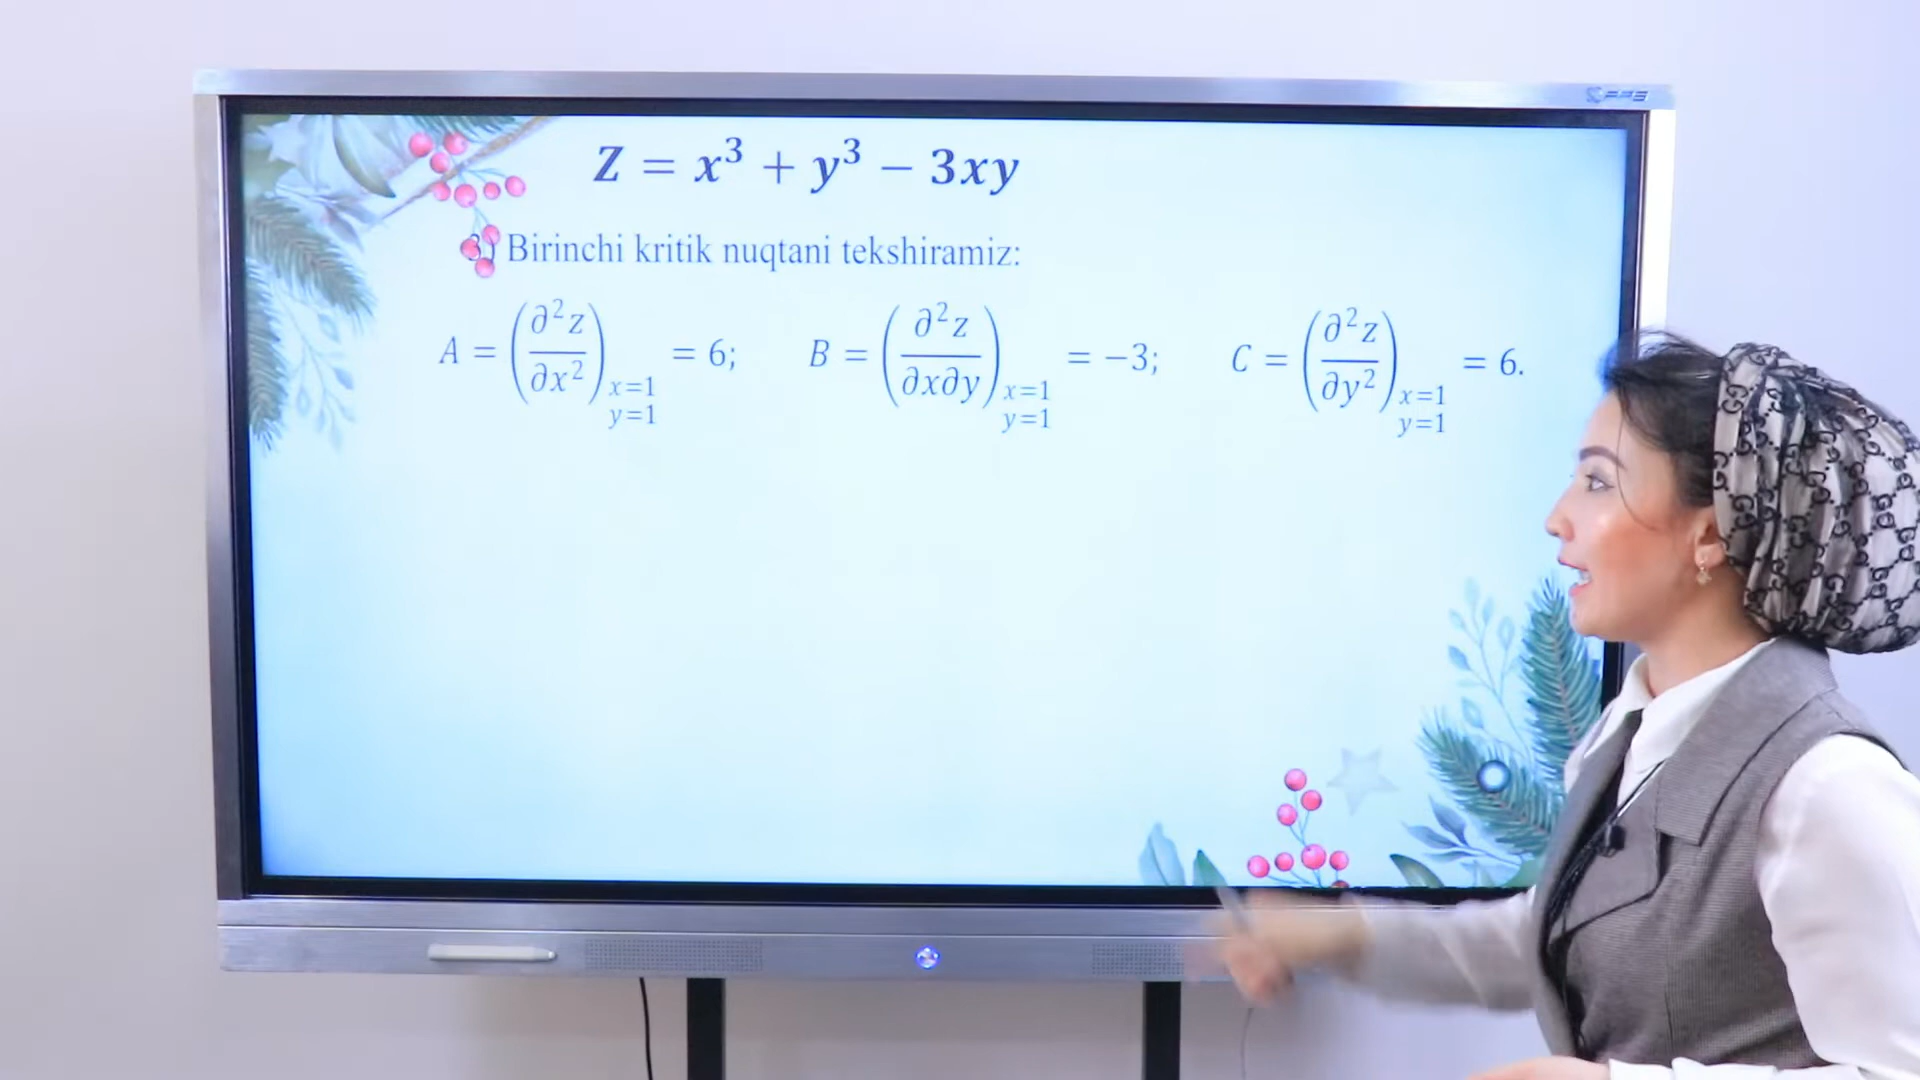 Z = x³ + y³ − 3xy
3) Birinchi kritik nuqtani tekshiramiz:
A = (∂²z/∂x²) x=1 y=1 = 6; B = (∂²z/∂x∂y) x=1 y=1 = −3; C = (∂²z/∂y²) x=1 y=1 = 6.